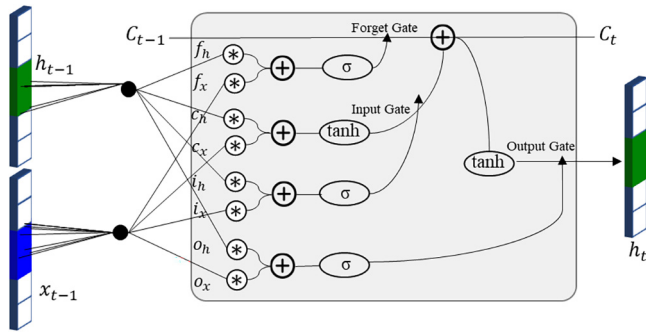 C_{t-1} Forget Gate C_t
f_h
h_{t-1}
f_x σ
c_h Input Gate
tanh Output Gate
c_x tanh
i_h
i_x σ
o_h
σ
x_{t-1} o_x
h_t